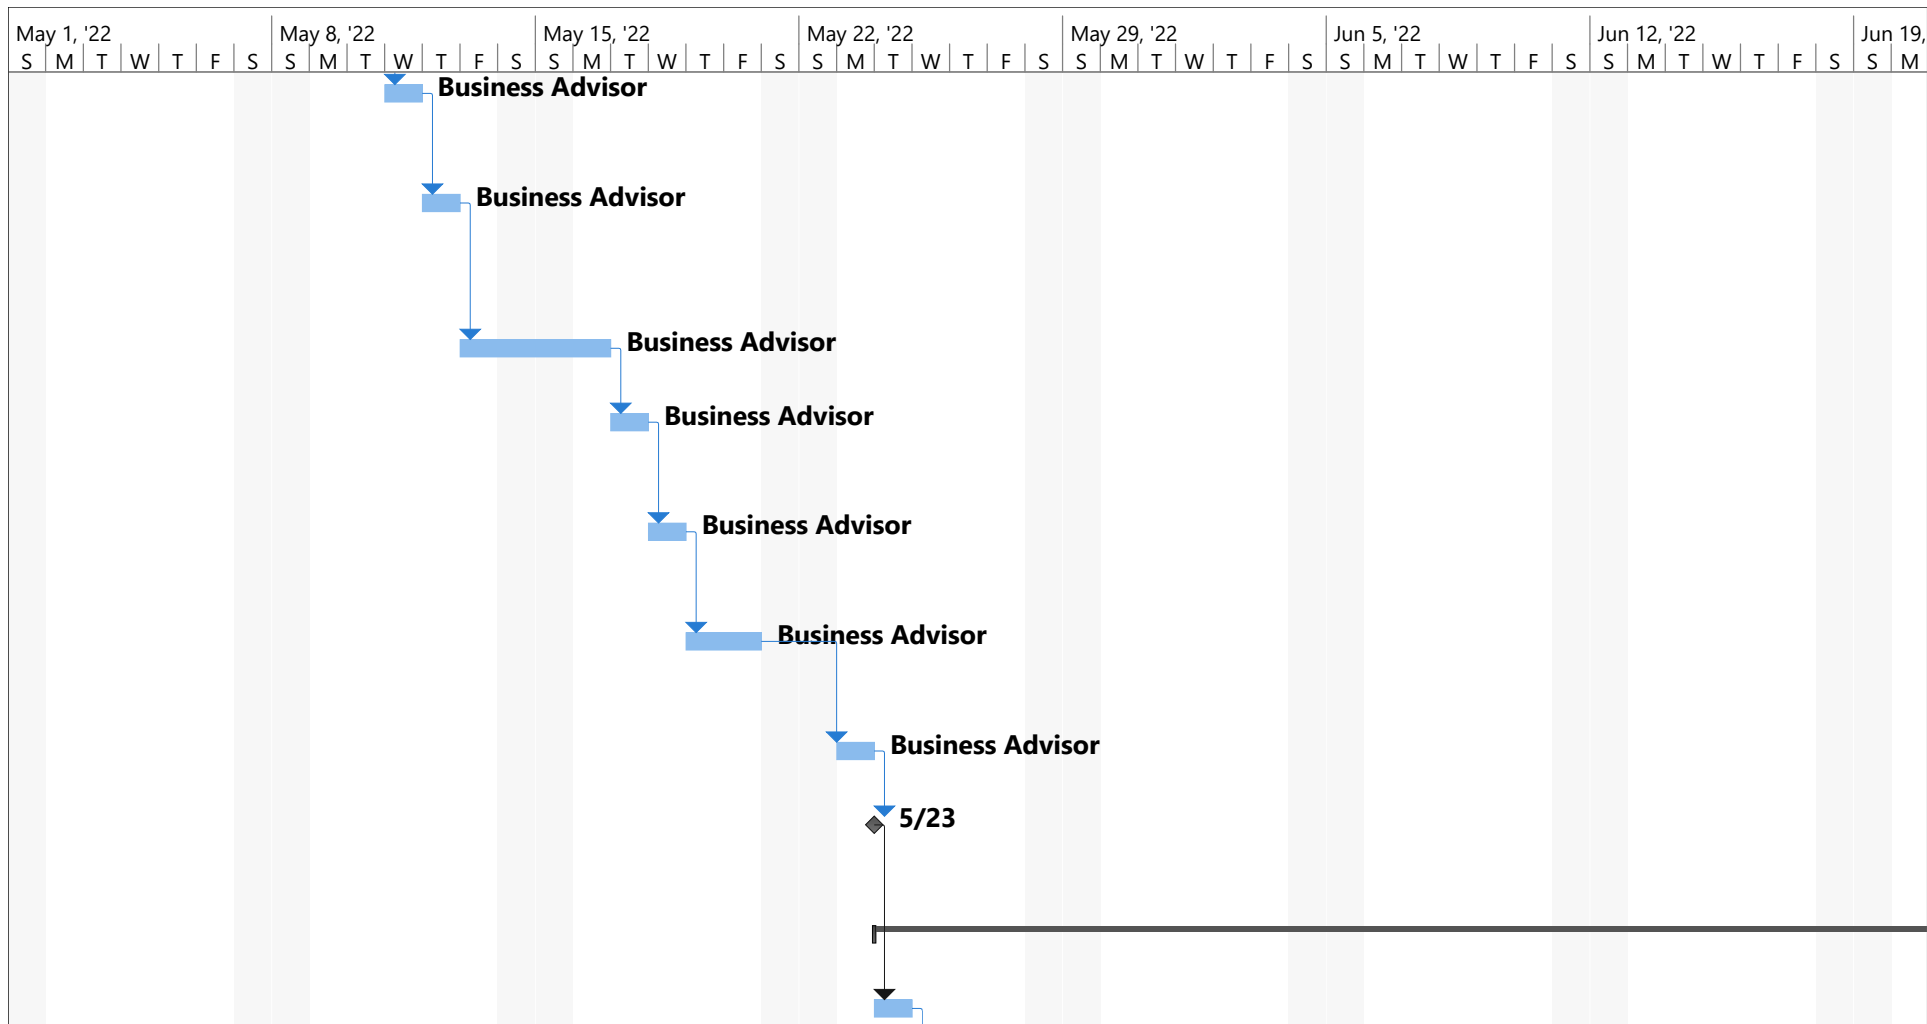 May 1, '22 May 8, '22 May 15, '22 May 22, '22 May 29, '22 Jun 5, '22 Jun 12, '22 Jun 19,
S M T W T F S S M T W T F S S M T W T F S S M T W T F S S M T W T F S S M T W T F S S M T W T F S S M
Business Advisor
Business Advisor
Business Advisor
Business Advisor
Business Advisor
Business Advisor
Business Advisor
5/23